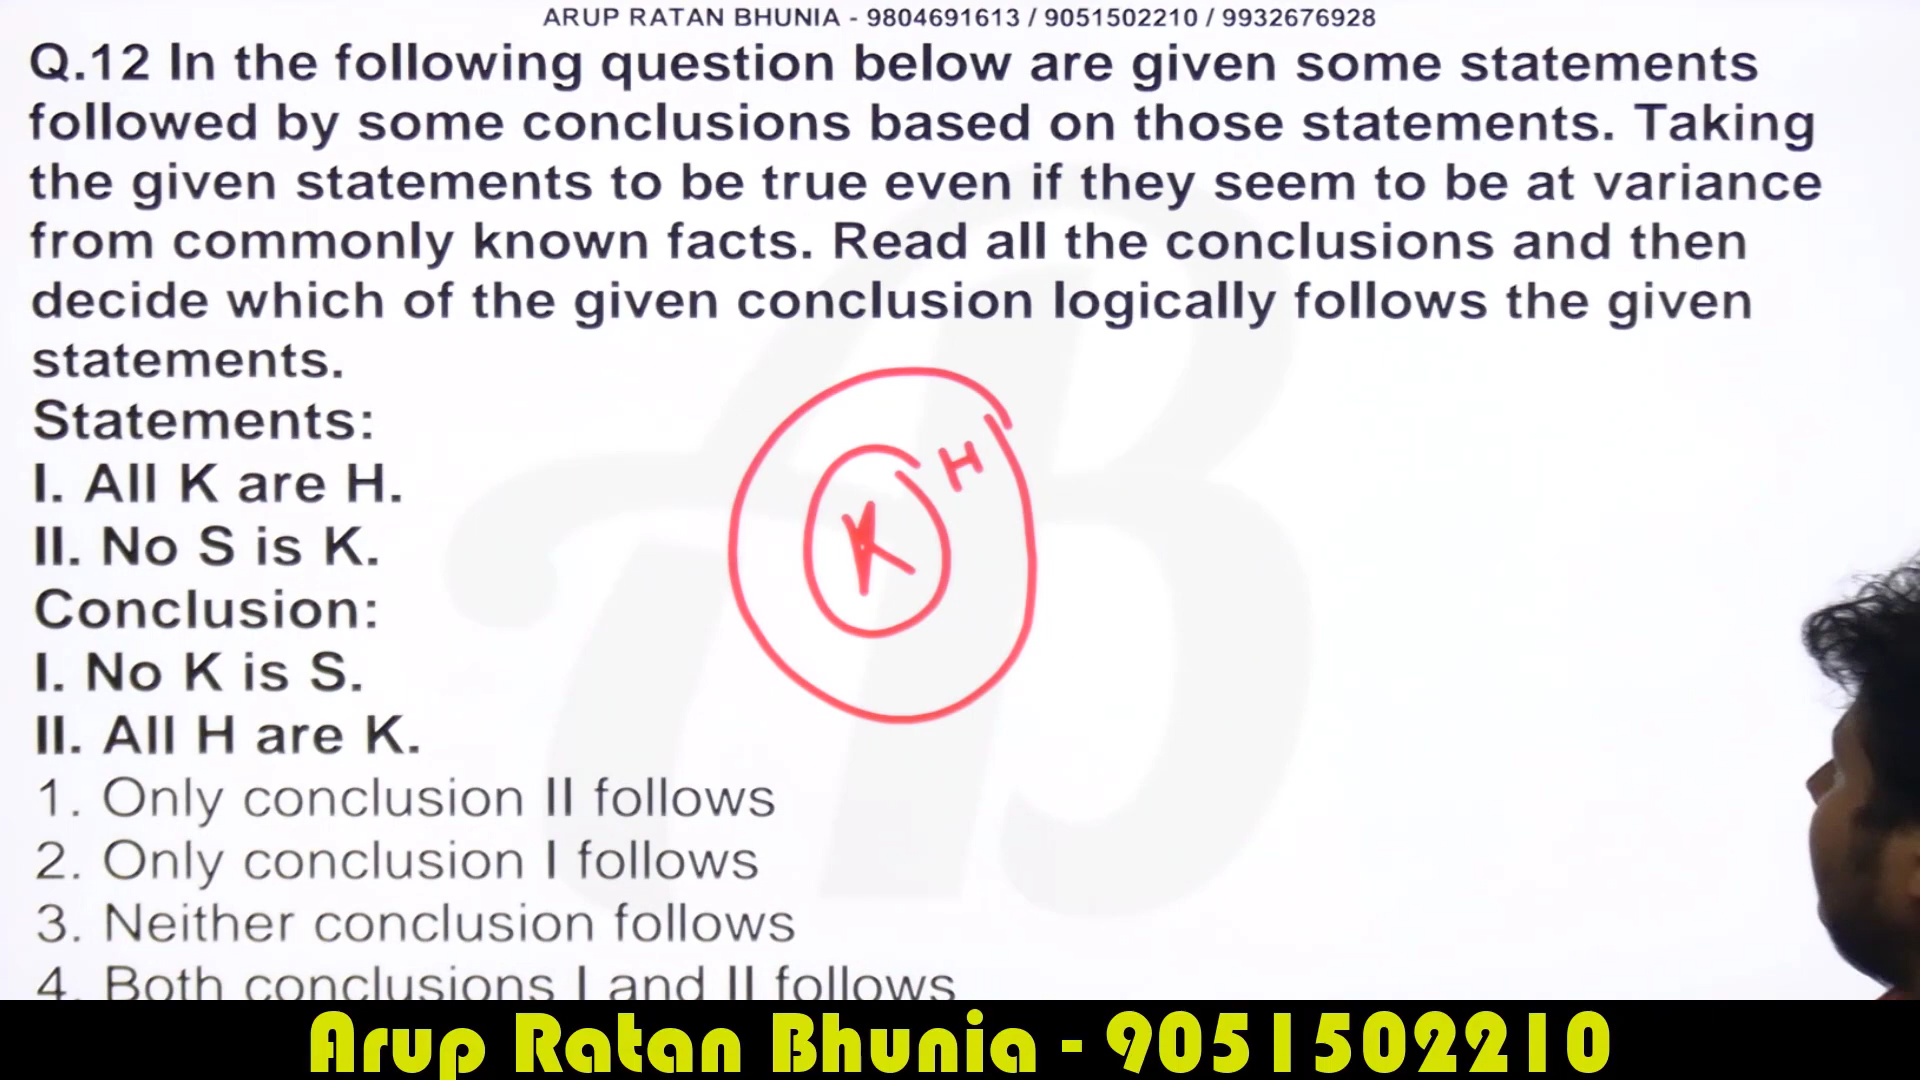 ARUP RATAN BHUNIA - 9804691613 / 9051502210 / 9932676928
Q.12 In the following question below are given some statements
followed by some conclusions based on those statements. Taking
the given statements to be true even if they seem to be at variance
from commonly known facts. Read all the conclusions and then
decide which of the given conclusion logically follows the given
statements.
Statements:
I. All K are H.
II. No S is K.
Conclusion:
I. No K is S.
II. All H are K.
1. Only conclusion II follows
2. Only conclusion I follows
3. Neither conclusion follows
4. Both conclusions I and II follows
H
K
AB
Arup Ratan Bhunia - 9051502210